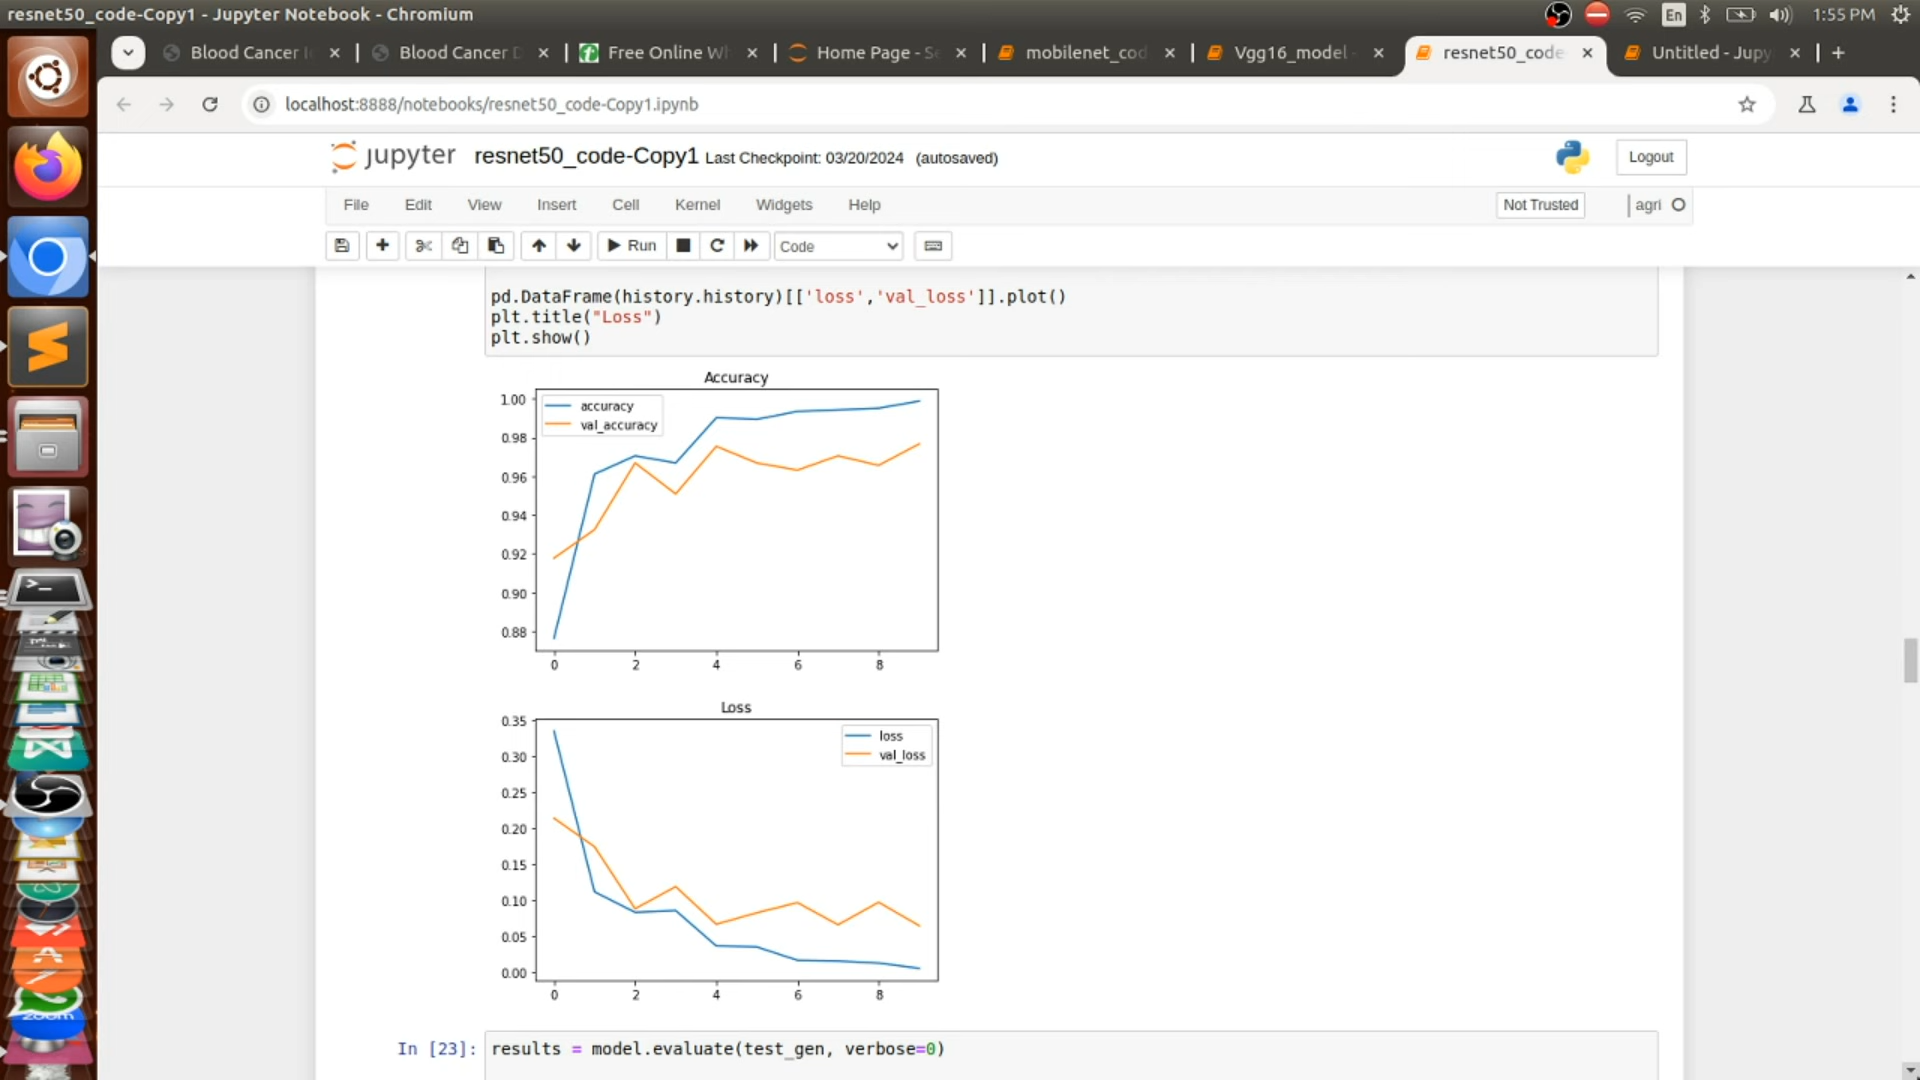 resnet50_code-Copy1 - Jupyter Notebook - Chromium
En 1:55 PM
Blood Cancer
Blood Cancer
Free Online
Home Page - Se
mobilenet_cod
Vgg16_model -
resnet50_code
Untitled - Jupy
localhost:8888/notebooks/resnet50_code-Copy1.ipynb
jupyter resnet50_code-Copy1 Last Checkpoint: 03/20/2024 (autosaved)
Logout
File Edit View Insert Cell Kernel Widgets Help
Not Trusted
agri
Run
Code
pd.DataFrame(history.history)[['loss','val_loss']].plot()
plt.title("Loss")
plt.show()
Accuracy
accuracy
val_accuracy
1.00
0.98
0.96
0.94
0.92
0.90
0.88
0 2 4 6 8
Loss
loss
val_loss
0.35
0.30
0.25
0.20
0.15
0.10
0.05
0.00
0 2 4 6 8
In [23]: results = model.evaluate(test_gen, verbose=0)
zoom